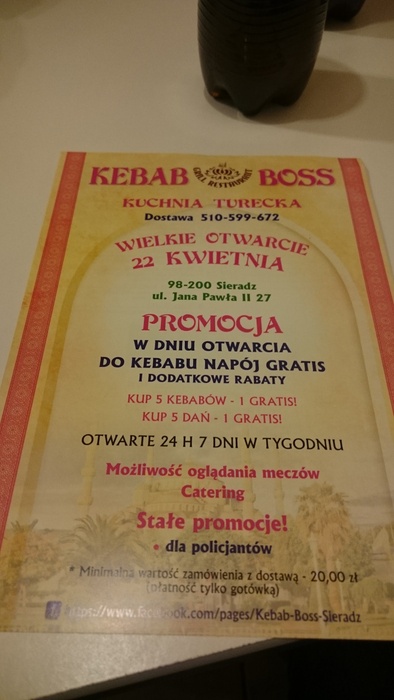 KEBAB BOSS
GRILL RESTAURANT
KUCHNIA TURECKA
Dostawa 510-599-672
WIELKIE OTWARCIE
22 KWIETNIA
98-200 Sieradz
ul. Jana Pawła II 27
PROMOCJA
W DNIU OTWARCIA
DO KEBABU NAPÓJ GRATIS
I DODATKOWE RABATY
KUP 5 KEBABÓW - 1 GRATIS!
KUP 5 DAŃ - 1 GRATIS!
OTWARTE 24 H 7 DNI W TYGODNIU
Możliwość oglądania meczów
Catering
Stałe promocje!
• dla policjantów
* Minimalna wartość zamówienia z dostawą - 20,00 zł
(płatność tylko gotówką)
https://www.facebook.com/pages/Kebab-Boss-Sieradz